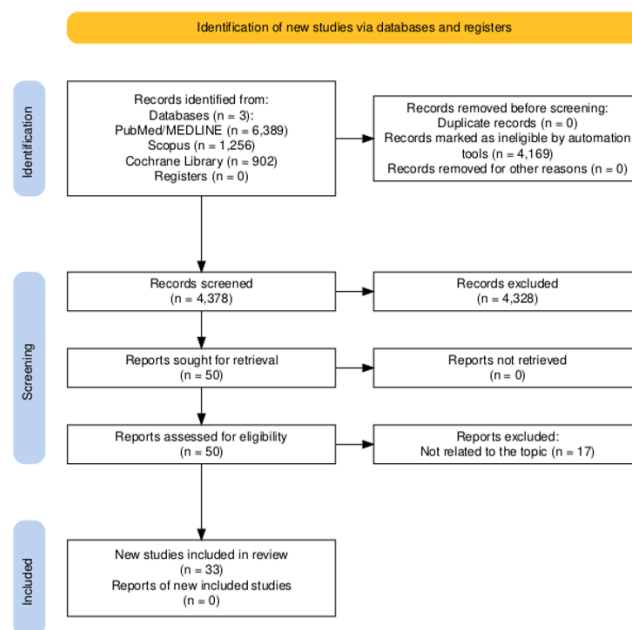 Identification of new studies via databases and registers
Identification
Records identified from:
Databases (n = 3):
PubMed/MEDLINE (n = 6,389)
Scopus (n = 1,256)
Cochrane Library (n = 902)
Registers (n = 0)
Records removed before screening:
Duplicate records (n = 0)
Records marked as ineligible by automation
tools (n = 4,169)
Records removed for other reasons (n = 0)
Screening
Records screened
(n = 4,378)
Records excluded
(n = 4,328)
Reports sought for retrieval
(n = 50)
Reports not retrieved
(n = 0)
Reports assessed for eligibility
(n = 50)
Reports excluded:
Not related to the topic (n = 17)
Included
New studies included in review
(n = 33)
Reports of new included studies
(n = 0)